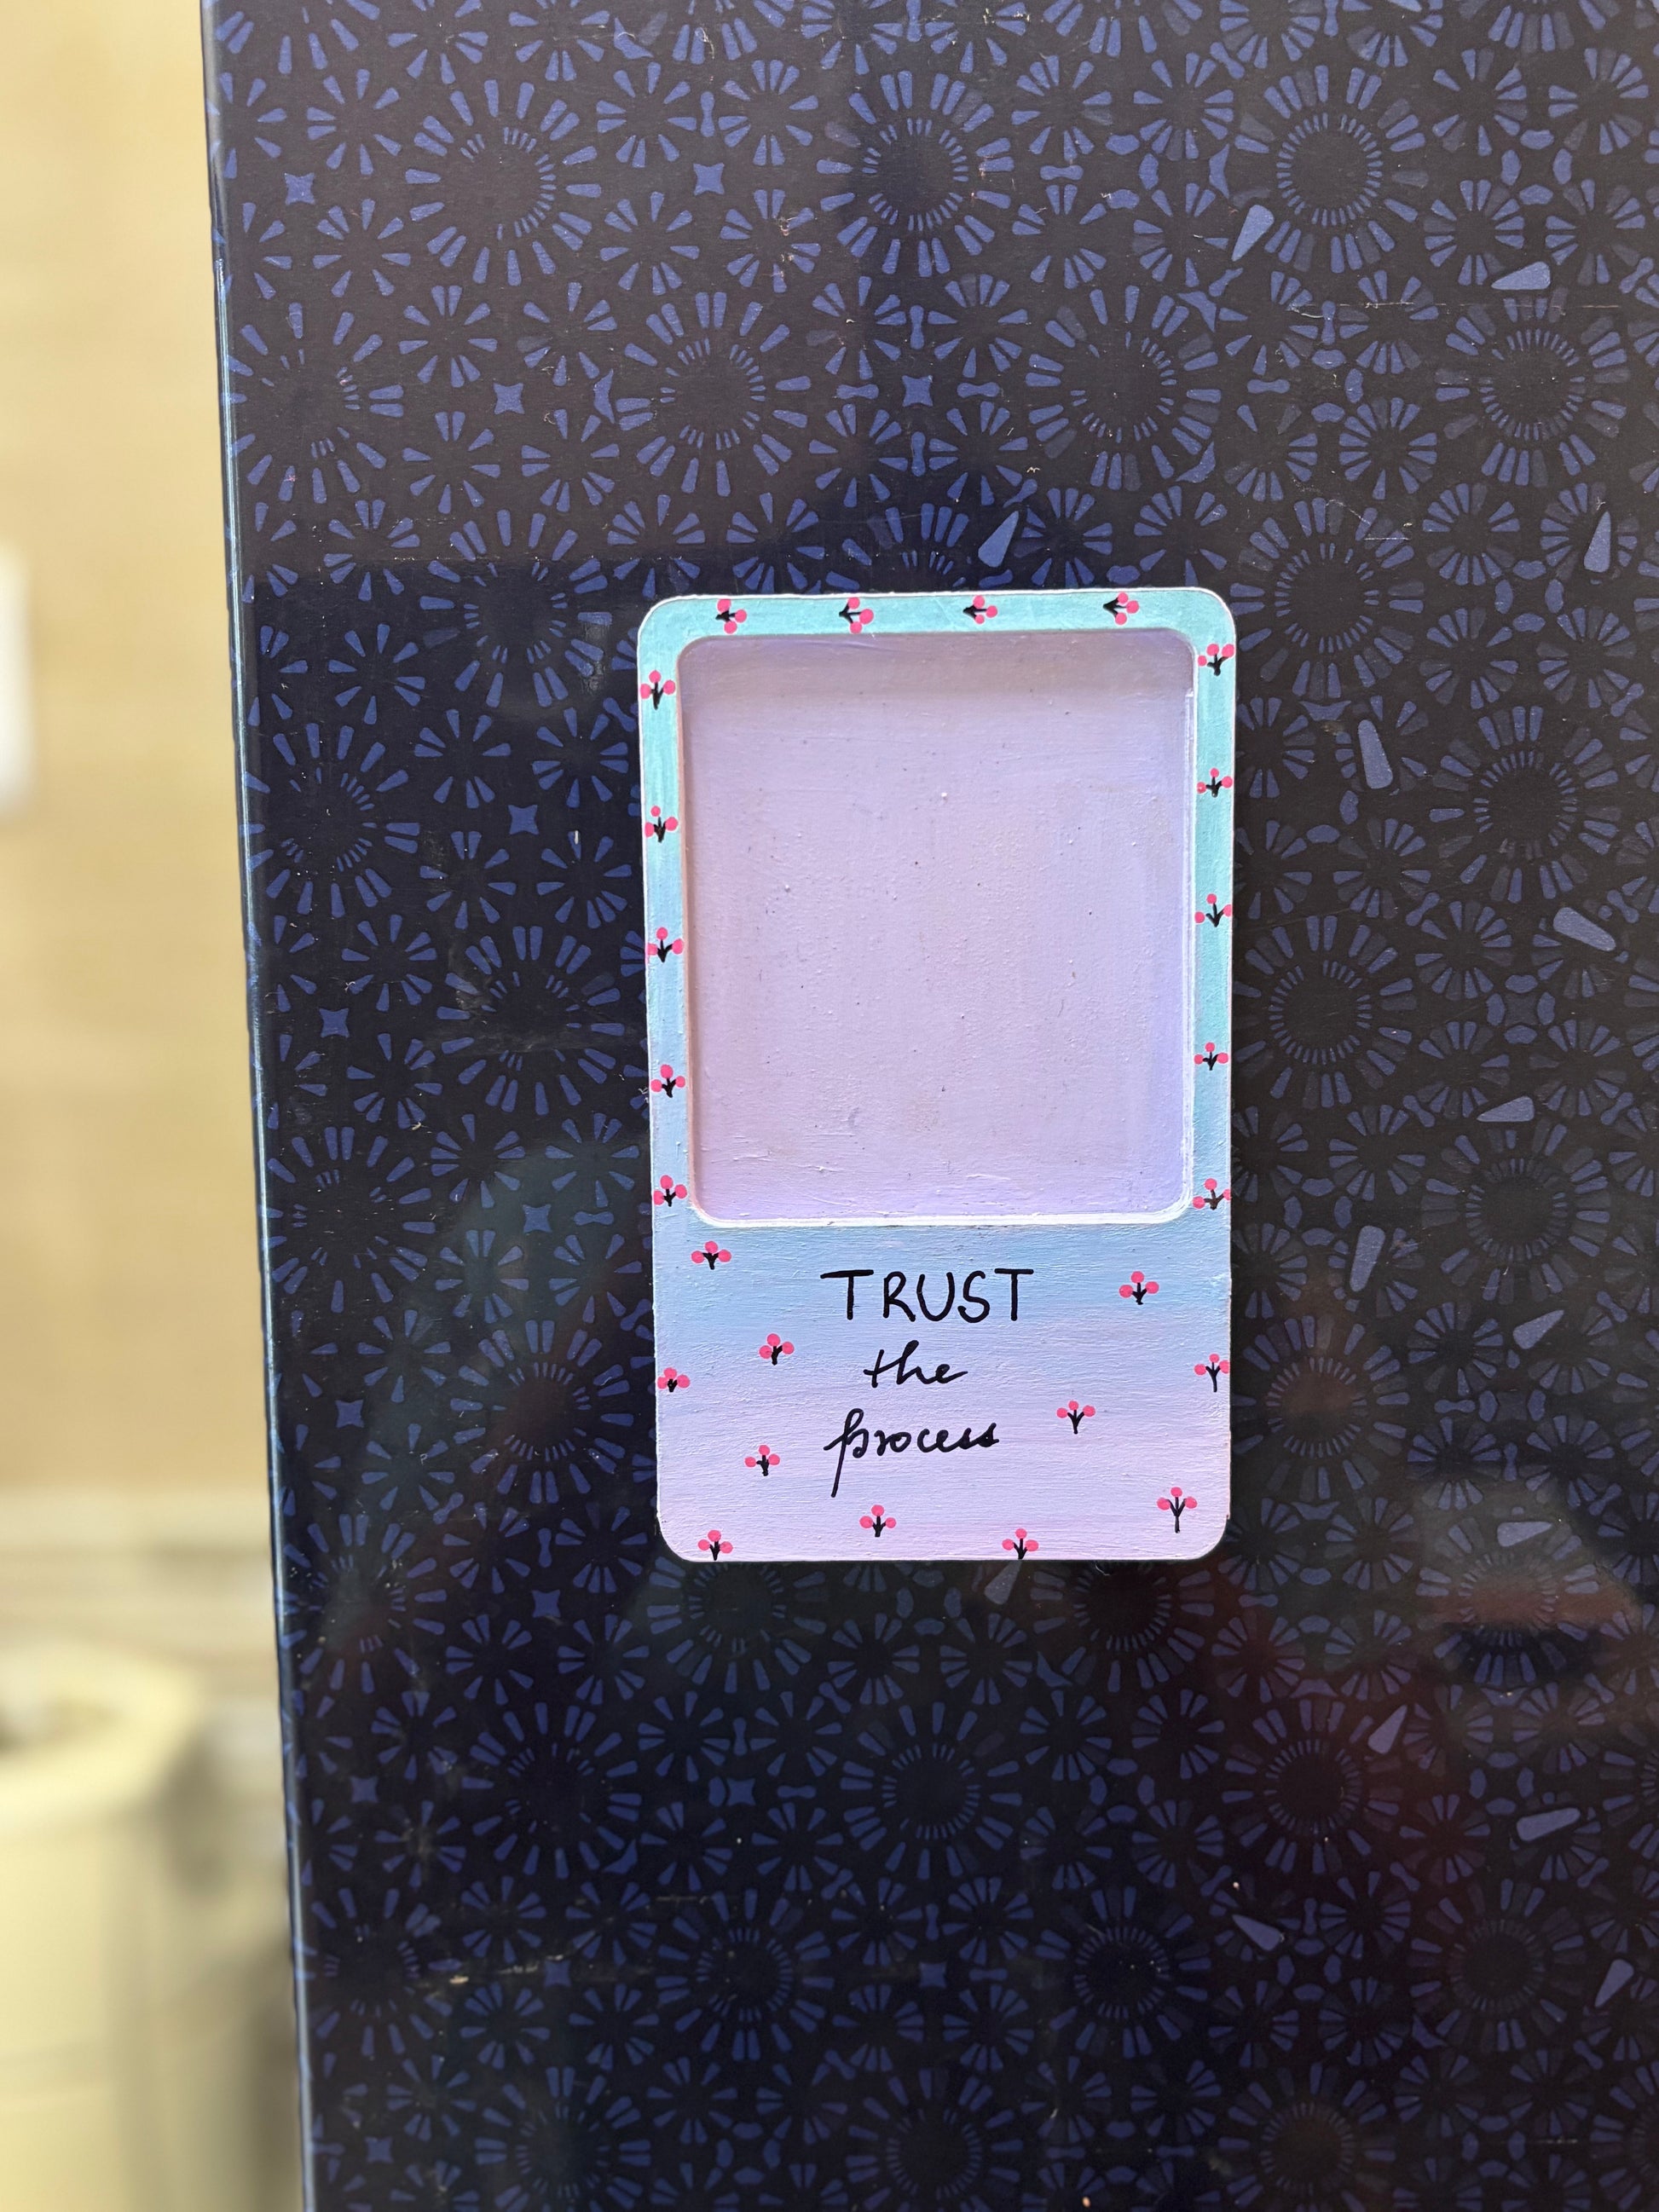 TRUST
the
process